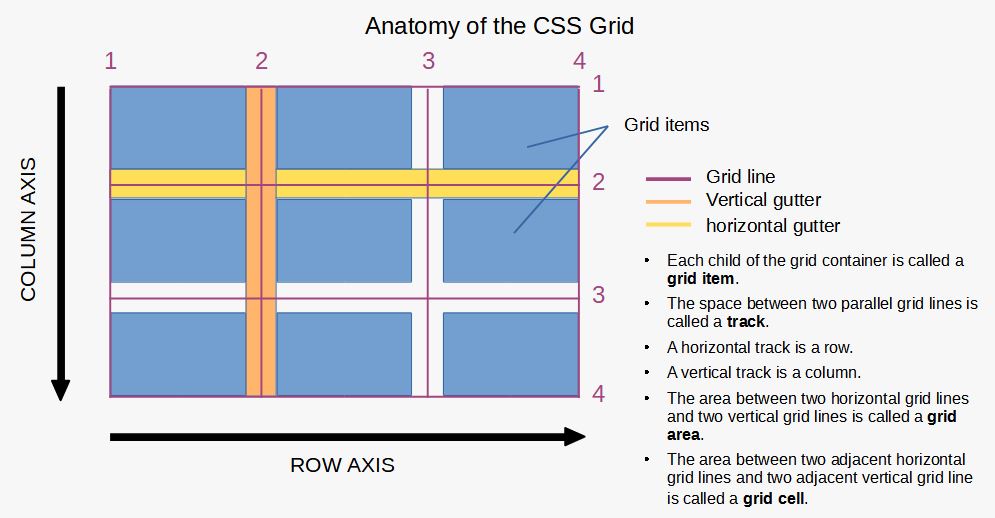 Anatomy of the CSS Grid
1 2 3 4
1
Grid items
2
Grid line
Vertical gutter
horizontal gutter
COLUMN AXIS
• Each child of the grid container is called a
grid item.
3
• The space between two parallel grid lines is
called a track.
• A horizontal track is a row.
• A vertical track is a column.
4
• The area between two horizontal grid lines
and two vertical grid lines is called a grid
area.
ROW AXIS
• The area between two adjacent horizontal
grid lines and two adjacent vertical grid line
is called a grid cell.